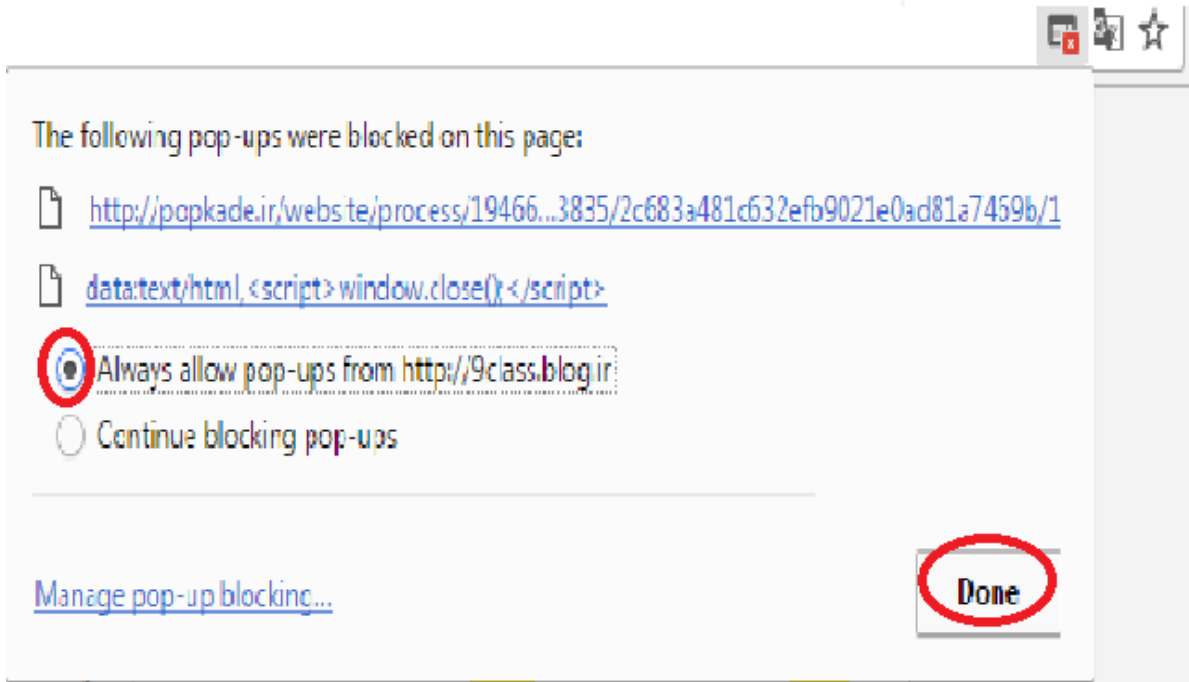 The following pop-ups were blocked on this page:
http://popkade.ir/website/process/19466...3835/2c683a481c632efb9021e0ad81a7469b/1
data:text/html,<script>window.close();</script>
Always allow pop-ups from http://9class.blog.ir
Continue blocking pop-ups
Manage pop-up blocking...
Done